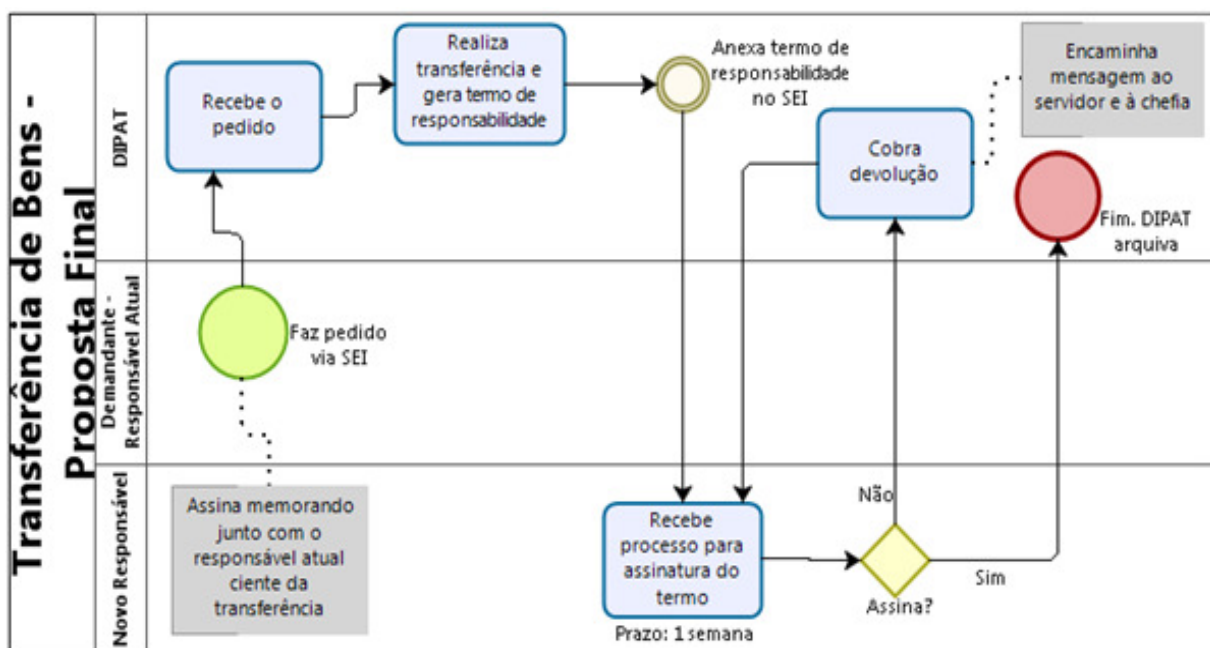 Transferência de Bens -
Proposta Final
DIPAT
Recebe o
pedido
Realiza
transferência e
gera termo de
responsabilidade
Anexa termo de
responsabilidade
no SEI
Encaminha
mensagem ao
servidor e à chefia
Cobra
devolução
Fim. DIPAT
arquiva
Demandante -
Responsável Atual
Faz pedido
via SEI
Novo Responsável
Assina memorando
junto com o
responsável atual
ciente da
transferência
Recebe
processo para
assinatura do
termo
Prazo: 1 semana
Não
Sim
Assina?